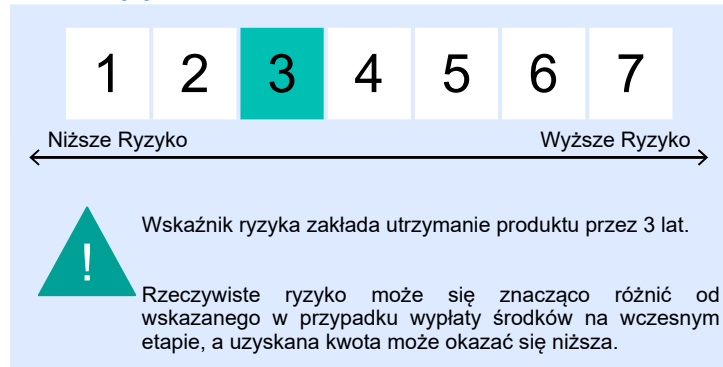 1 2 3 4 5 6 7
Niższe Ryzyko Wyższe Ryzyko
Wskaźnik ryzyka zakłada utrzymanie produktu przez 3 lat.
!
Rzeczywiste ryzyko może się znacząco różnić od
wskazanego w przypadku wypłaty środków na wczesnym
etapie, a uzyskana kwota może okazać się niższa.